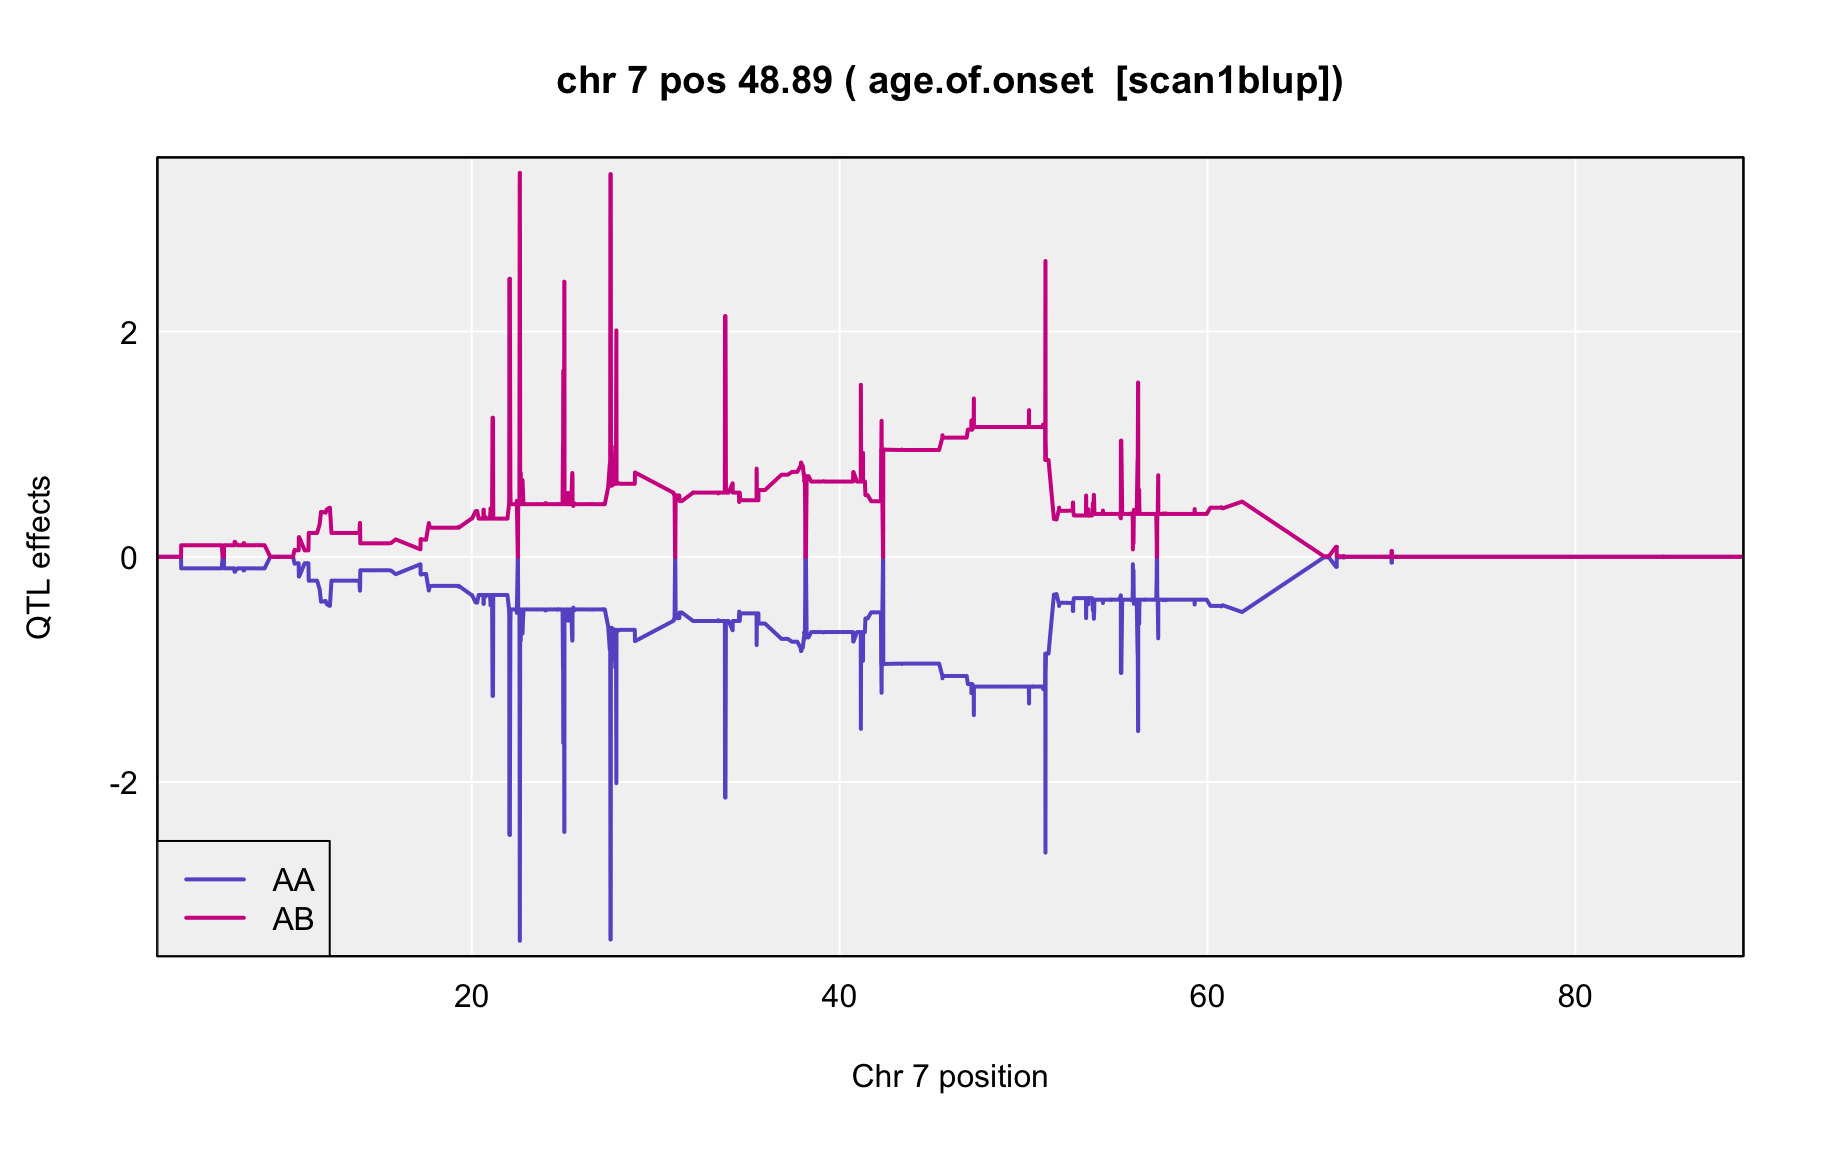 chr 7 pos 48.89 ( age.of.onset  [scan1blup])
QTL effects
2
0
-2
AA
AB
20 40 60 80
Chr 7 position